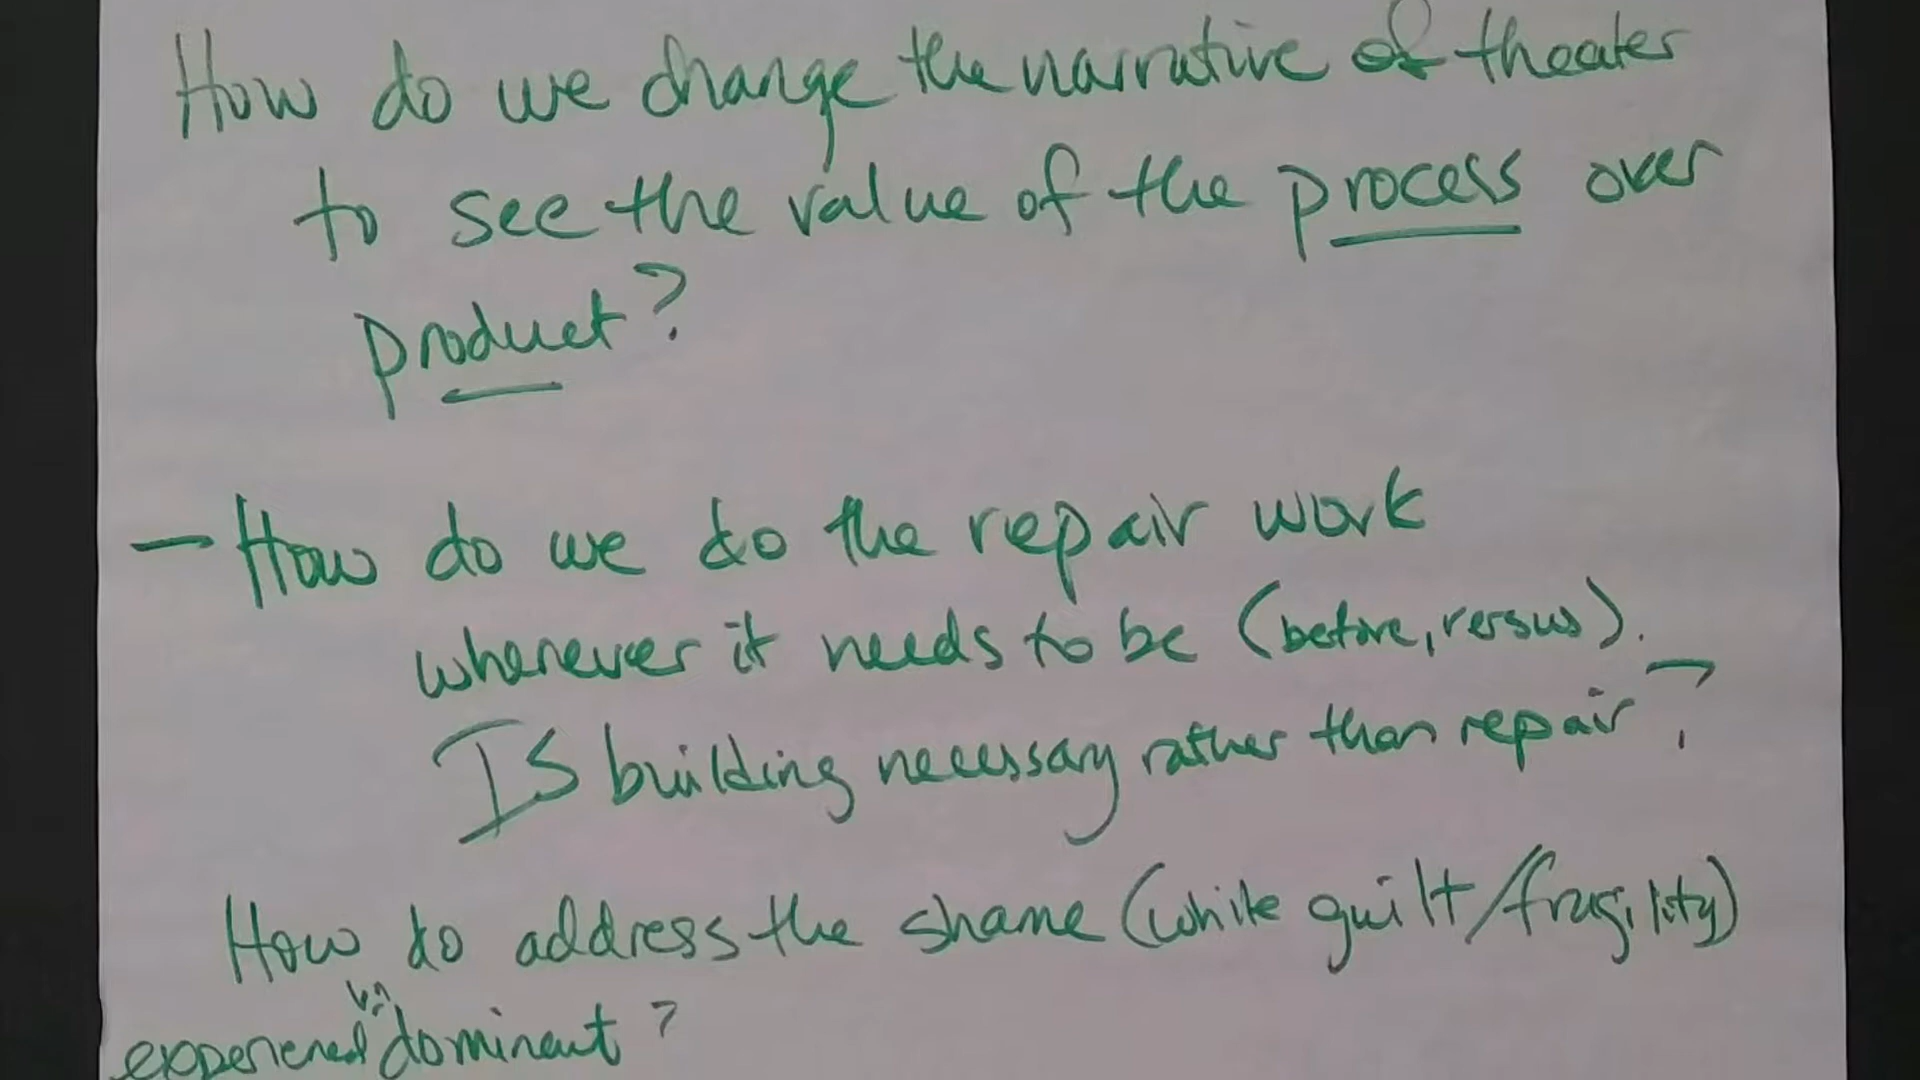 How do we change the narrative of theater
to see the value of the process over
product?
- How do we do the repair work
whenever it needs to be (before, versus).
Is building necessary rather than repair?
How do address the shame (white guilt/fragility)
by
experienced dominant?